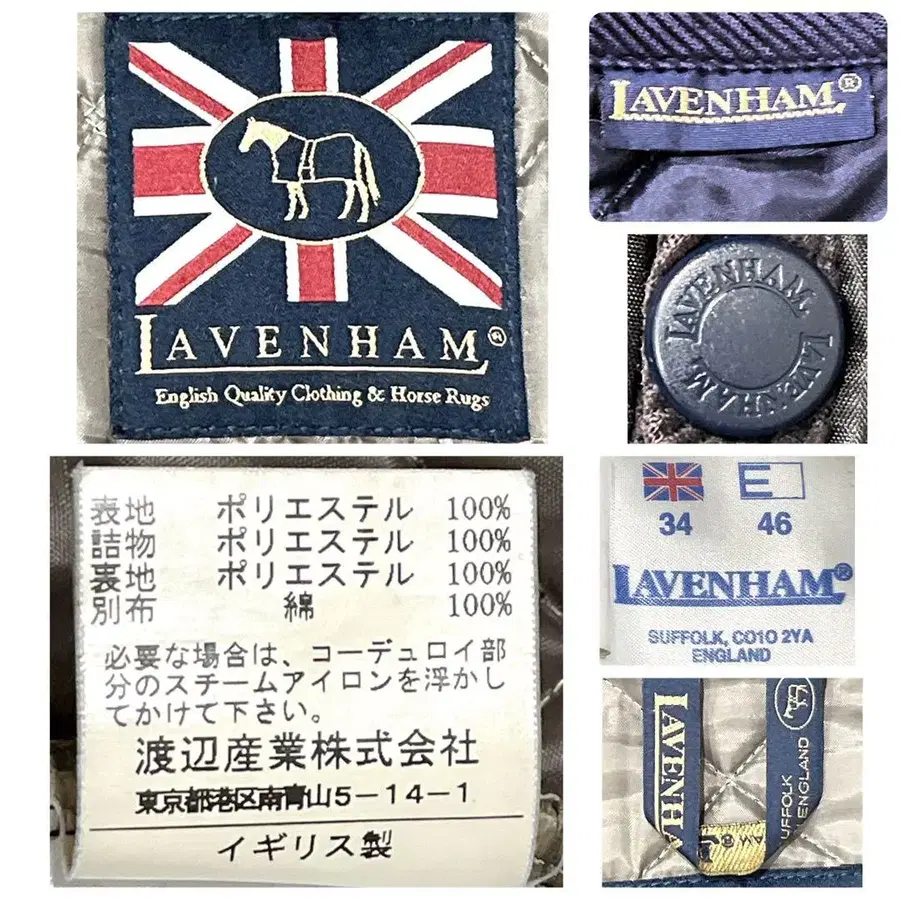 LAVENHAM®
English Quality Clothing & Horse Rugs
LAVENHAM®
LAVENHAM.
LAVENHAM.
LAVENHAM.
表地 ポリエステル 100%
詰物 ポリエステル 100%
裏地 ポリエステル 100%
別布 綿 100%
必要な場合は、コーデュロイ部
分のスチームアイロンを浮かし
てかけて下さい。
渡辺産業株式会社
東京都港区南青山5-14-1
イギリス製
E
34 46
LAVENHAM®
SUFFOLK, CO10 2YA
ENGLAND
LAVENHAM
UFFOLK
ENGLAND
AM ®